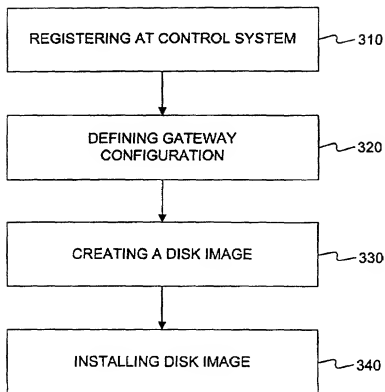 REGISTERING AT CONTROL SYSTEM
310
DEFINING GATEWAY
CONFIGURATION
320
CREATING A DISK IMAGE
330
INSTALLING DISK IMAGE
340